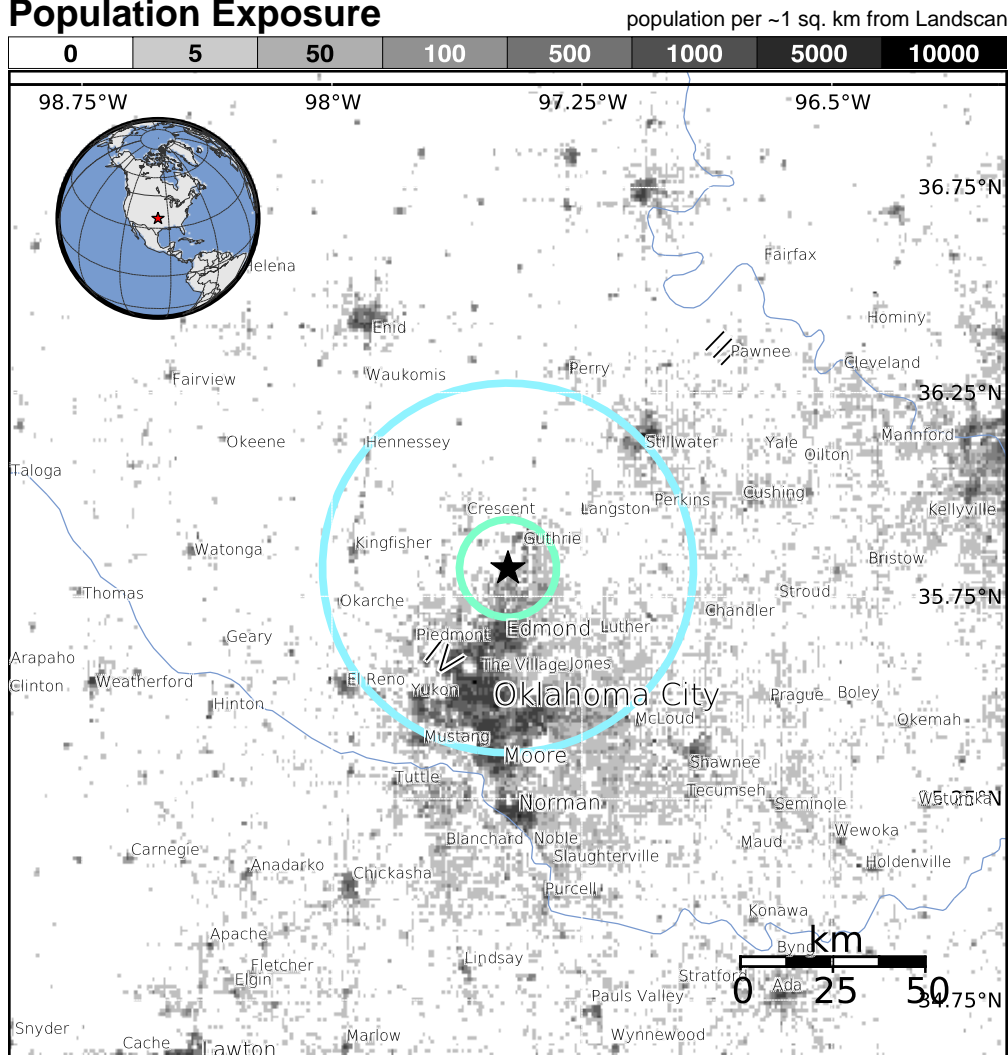 Population Exposure
population per ~1 sq. km from Landscan
0 5 50 100 500 1000 5000 10000
98.75°W 98°W 97.25°W 96.5°W
36.75°N
Fairfax
elena
Hominy
Enid
Pawnee
Cleveland
Perry
Waukomis
Fairview
36.25°N
Mannford
Okeene Hennessey Stillwater Yale
Oilton
Taloga
Cushing
Perkins
Crescent Langston Kellyville
Guthrie
Kingfisher
Watonga
Bristow
Thomas
Stroud
35.75°N
Okarche
Chandler
Geary Piedmont Edmond Luther
Arapaho
The Village Jones
Clinton Weatherford El Reno
Yukon Oklahoma City Prague Boley
Hinton
McLoud Okemah
Mustang
Moore
Shawnee
Tuttle
Tecumseh
Norman Seminole
Wewoka
Blanchard Noble Maud
Carnegie
Slaughterville
Anadarko Holdenville
Chickasha
Purcell
Konawa
Apache
km
Byng
Lindsay
Fletcher
Elgin
Stratford
Ada
0 25 50
Pauls Valley
34.75°N
Snyder
Marlow Wynnewood
Cache
Lawton